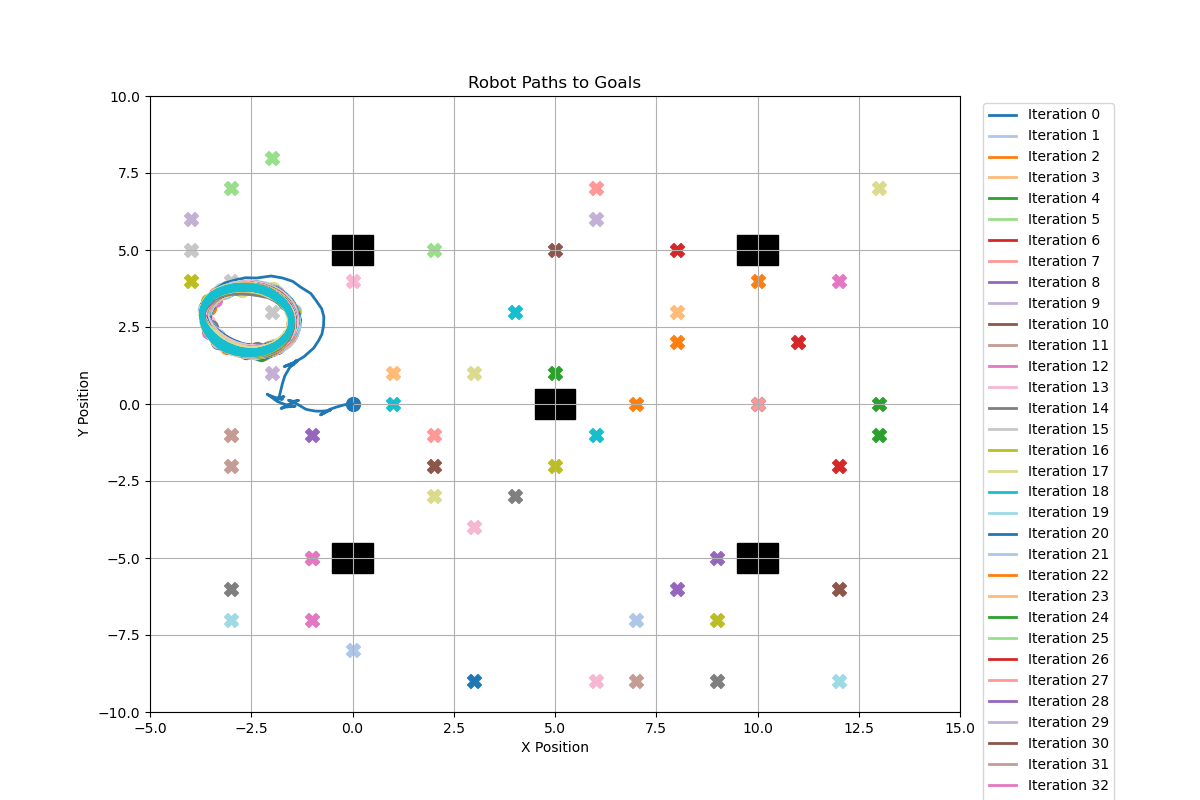 Robot Paths to Goals
10.0
7.5
5.0
2.5
0.0
−2.5
−5.0
−7.5
−10.0
Y Position
−5.0
−2.5
0.0
2.5
5.0
7.5
10.0
12.5
15.0
X Position
Iteration 0
Iteration 1
Iteration 2
Iteration 3
Iteration 4
Iteration 5
Iteration 6
Iteration 7
Iteration 8
Iteration 9
Iteration 10
Iteration 11
Iteration 12
Iteration 13
Iteration 14
Iteration 15
Iteration 16
Iteration 17
Iteration 18
Iteration 19
Iteration 20
Iteration 21
Iteration 22
Iteration 23
Iteration 24
Iteration 25
Iteration 26
Iteration 27
Iteration 28
Iteration 29
Iteration 30
Iteration 31
Iteration 32